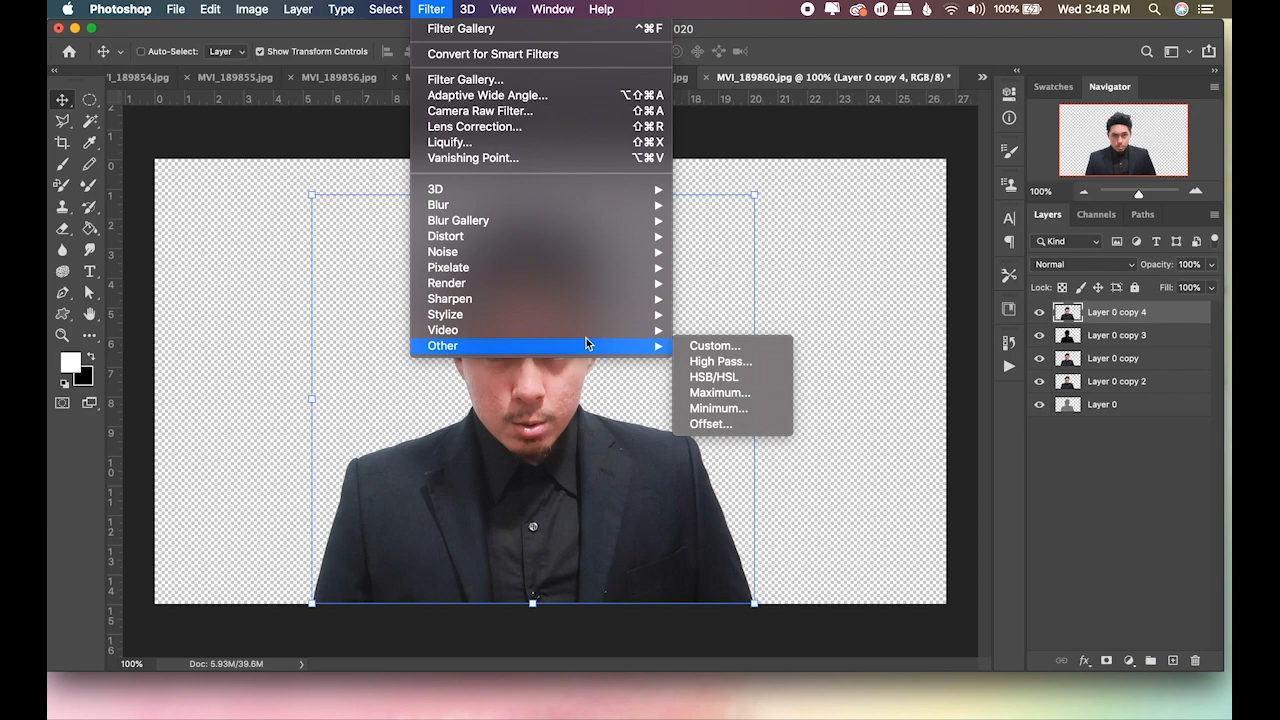 Photoshop File Edit Image Layer Type Select Filter 3D View Window Help 100% Wed 3:48 PM
2020
Auto-Select: Layer Show Transform Controls
MVI_189855.jpg MVI_189856.jpg MVI_189860.jpg @ 100% (Layer 0 copy 4, RGB/8) *
Filter Gallery ^⌘F
Convert for Smart Filters
Filter Gallery...
Adaptive Wide Angle... ⌥⇧⌘A
Camera Raw Filter... ⇧⌘A
Lens Correction... ⇧⌘R
Liquify... ⇧⌘X
Vanishing Point... ⌥⌘V
3D
Blur
Blur Gallery
Distort
Noise
Pixelate
Render
Sharpen
Stylize
Video
Other
Custom...
High Pass...
HSB/HSL
Maximum...
Minimum...
Offset...
Swatches Navigator
100%
Layers Channels Paths
Kind
Normal Opacity: 100%
Lock: Fill: 100%
Layer 0 copy 4
Layer 0 copy 3
Layer 0 copy
Layer 0 copy 2
Layer 0
100% Doc: 5.93M/39.6M